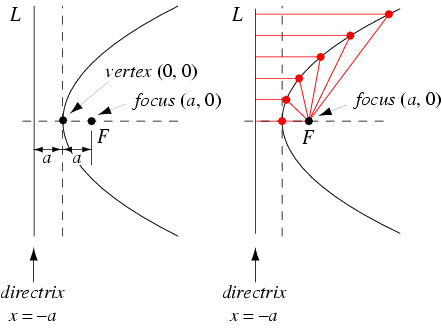 L
vertex (0, 0)
focus (a, 0)
F
a
a
directrix
x = -a
L
focus (a, 0)
F
directrix
x = -a